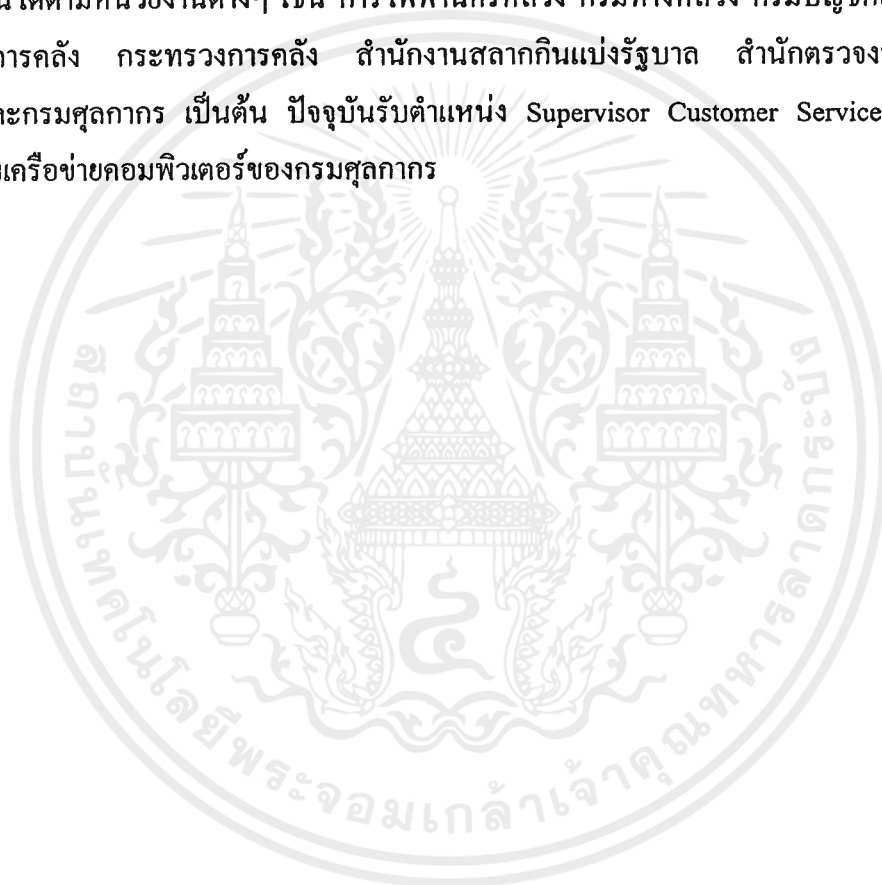 นได้ตามหน่วยงานต่างๆ เช่น การไฟฟ้านครหลวง กรมทางหลวง กรมบัญชีก
การคลัง กระทรวงการคลัง สำนักงานสลากกินแบ่งรัฐบาล สำนักตรวจง
ละกรมศุลกากร เป็นต้น ปัจจุบันรับตำแหน่ง Supervisor Customer Service
งเครือข่ายคอมพิวเตอร์ของกรมศุลกากร
สถาบันเทคโนโลยีพระจอมเกล้าเจ้าคุณทหารลาดกระบัง